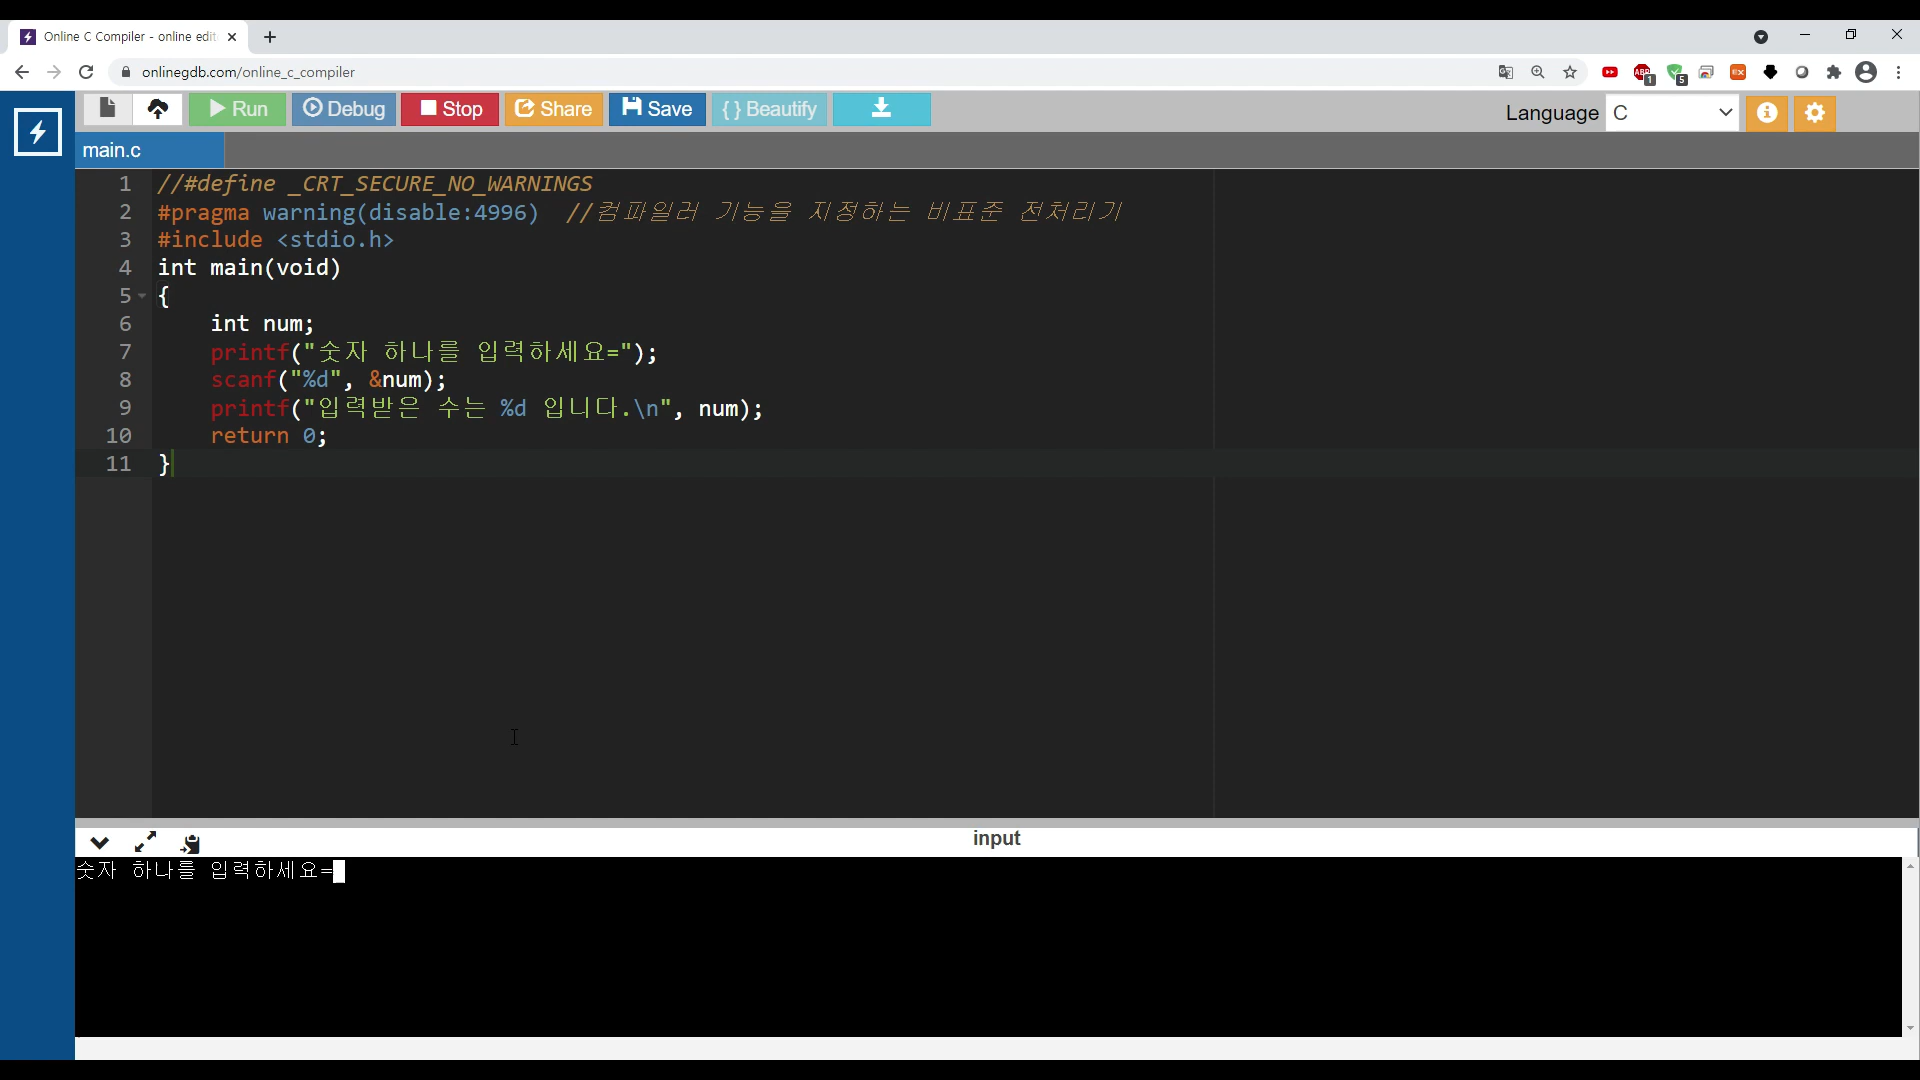 Online C Compiler - online edit
onlinegdb.com/online_c_compiler
ABP 1 5 EX
Run Debug Stop Share Save {} Beautify Language C
main.c
1 //#define _CRT_SECURE_NO_WARNINGS
2 #pragma warning(disable:4996) //컴파일러 기능을 지정하는 비표준 전처리기
3 #include <stdio.h>
4 int main(void)
5 {
6 int num;
7 printf("숫자 하나를 입력하세요=");
8 scanf("%d", &num);
9 printf("입력받은 수는 %d 입니다.\n", num);
10 return 0;
11 }
input
숫자 하나를 입력하세요=